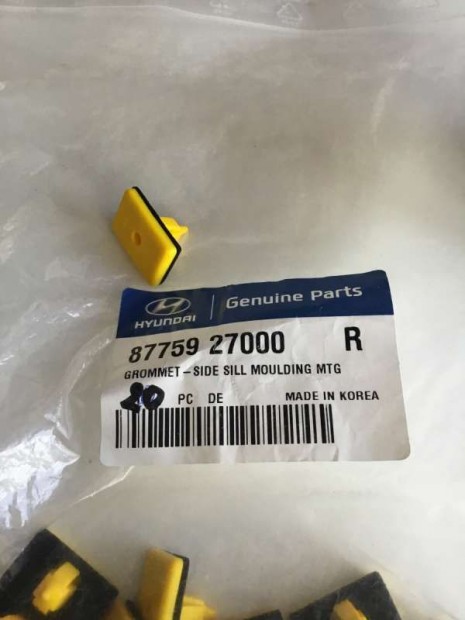 HYUNDAI
Genuine Parts
87759 27000 R
GROMMET-SIDE SILL MOULDING MTG
20 PC DE MADE IN KOREA